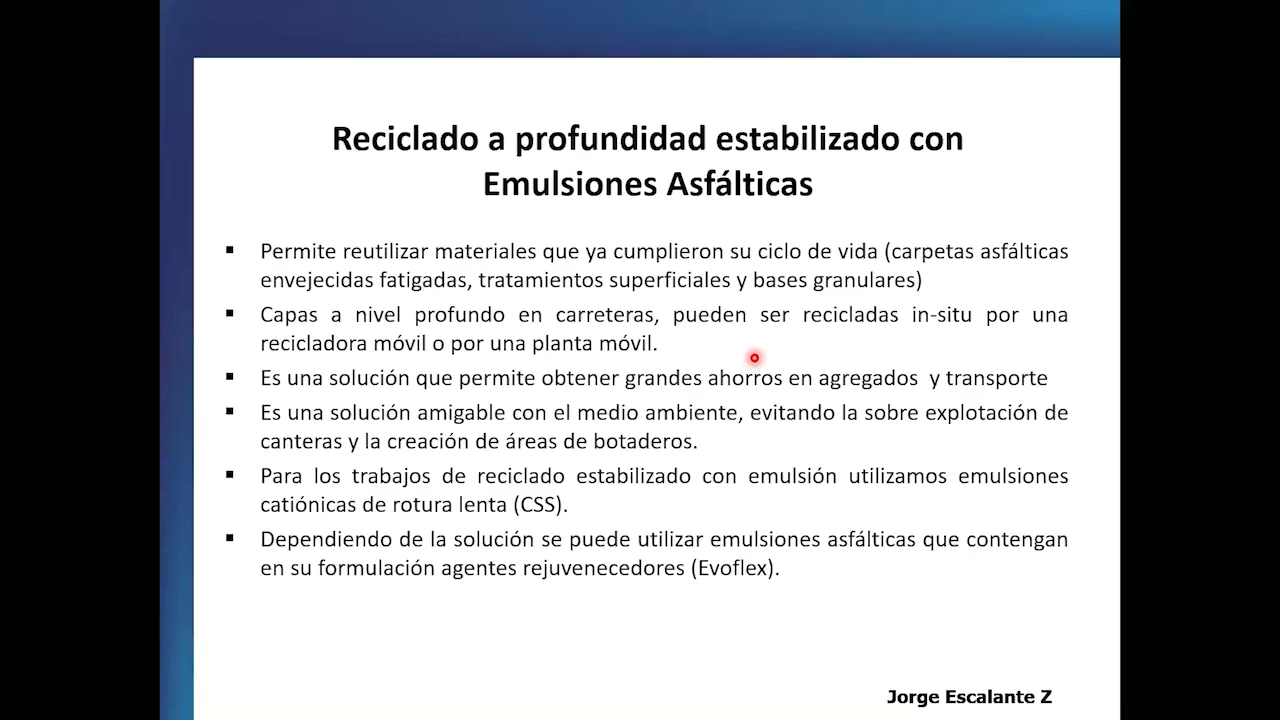 Reciclado a profundidad estabilizado con
Emulsiones Asfálticas
▪ Permite reutilizar materiales que ya cumplieron su ciclo de vida (carpetas asfálticas
envejecidas fatigadas, tratamientos superficiales y bases granulares)
▪ Capas a nivel profundo en carreteras, pueden ser recicladas in-situ por una
recicladora móvil o por una planta móvil.
▪ Es una solución que permite obtener grandes ahorros en agregados y transporte
▪ Es una solución amigable con el medio ambiente, evitando la sobre explotación de
canteras y la creación de áreas de botaderos.
▪ Para los trabajos de reciclado estabilizado con emulsión utilizamos emulsiones
catiónicas de rotura lenta (CSS).
▪ Dependiendo de la solución se puede utilizar emulsiones asfálticas que contengan
en su formulación agentes rejuvenecedores (Evoflex).
Jorge Escalante Z